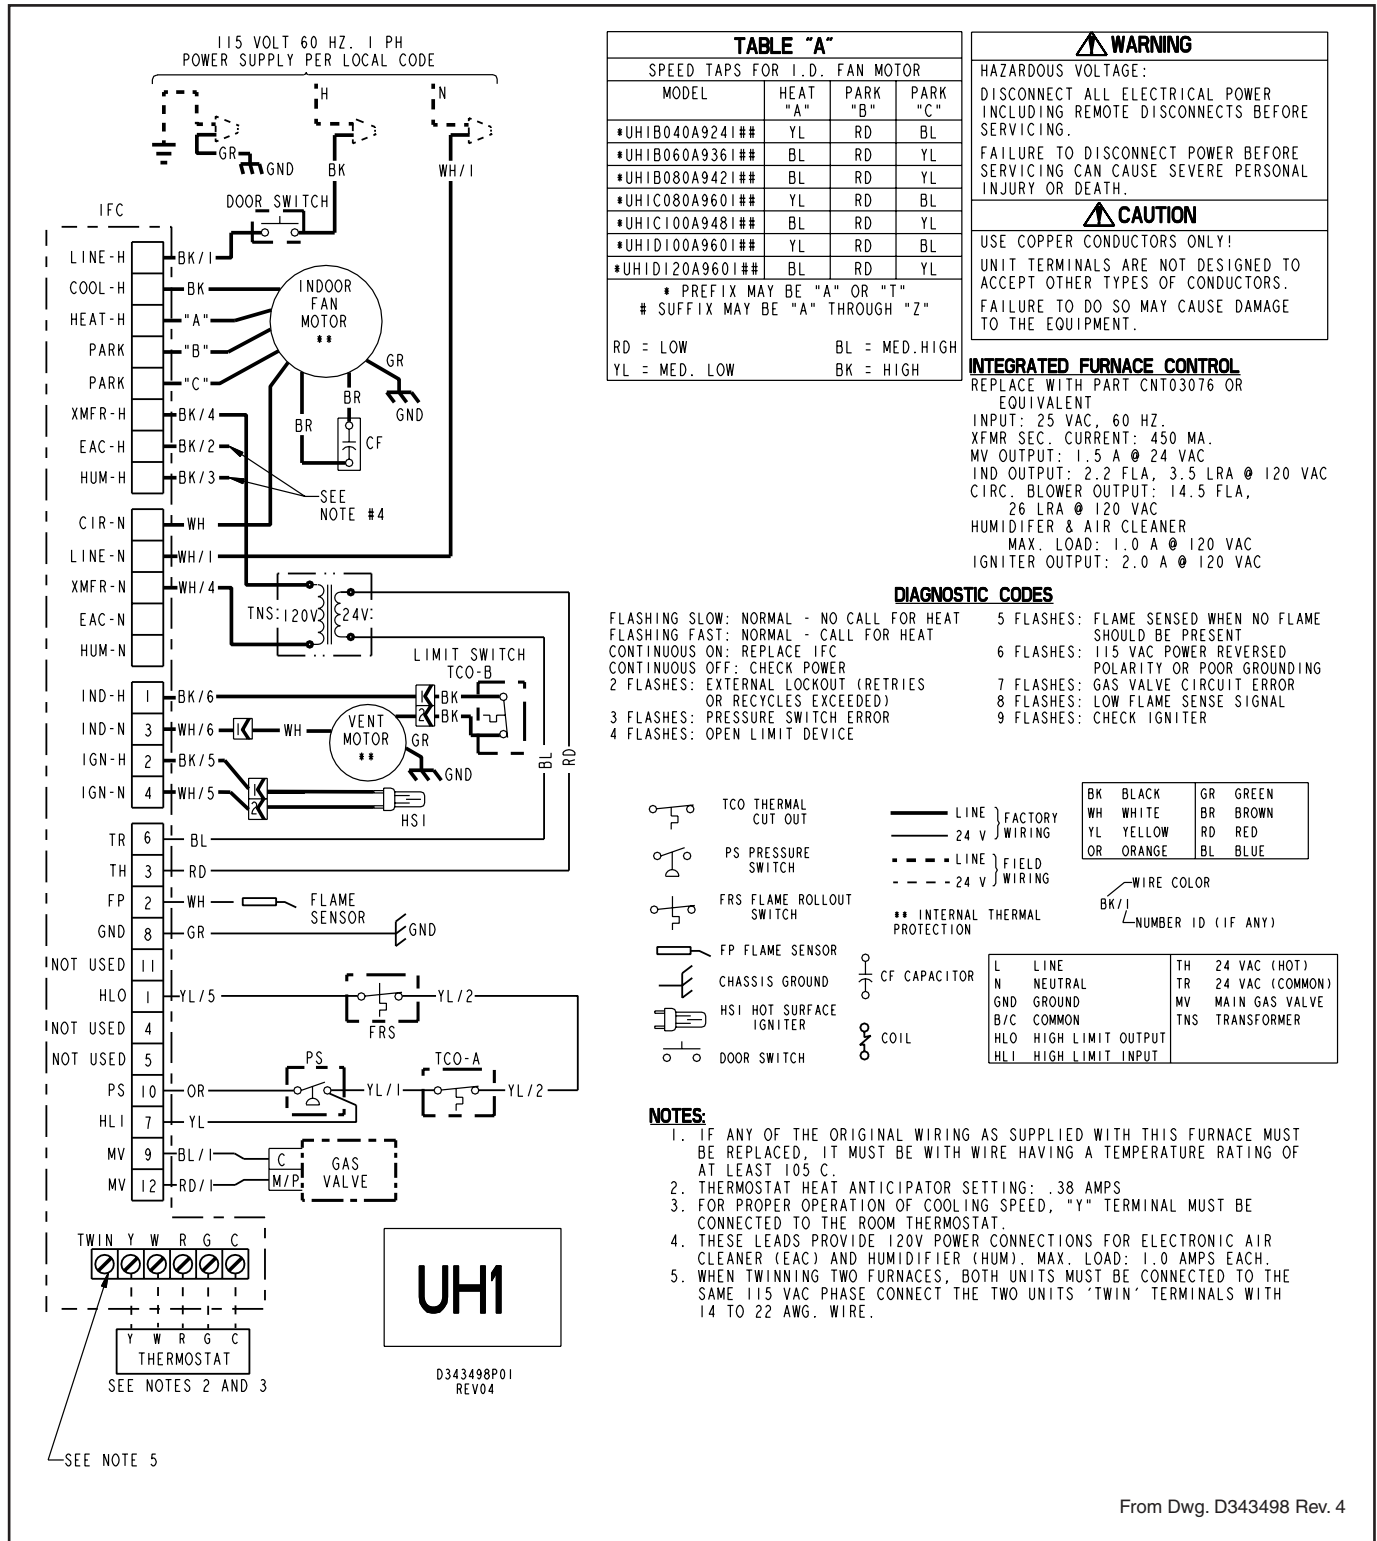 115 VOLT 60 HZ. 1 PH
POWER SUPPLY PER LOCAL CODE
H
N
GR
GND
BK
WH/1
DOOR SWITCH
IFC
LINE-H
BK/1
COOL-H
BK
HEAT-H
"A"
PARK
"B"
PARK
"C"
XMFR-H
BK/4
EAC-H
BK/2
HUM-H
BK/3
INDOOR
FAN
MOTOR
**
GR
GND
BR
BR
CF
SEE
NOTE #4
CIR-N
WH
LINE-N
WH/1
XMFR-N
WH/4
EAC-N
HUM-N
TNS
120V
24V
LIMIT SWITCH
TCO-B
IND-H
1
BK/6
1
BK
2
BK
IND-N
3
WH/6
1
WH
VENT
MOTOR
**
GR
GND
IGN-H
2
BK/5
IGN-N
4
WH/5
1
2
HSI
BL
RD
TR
6
BL
TH
3
RD
FP
2
WH
FLAME
SENSOR
GND
8
GR
GND
NOT USED
11
HLO
1
YL/5
FRS
YL/2
NOT USED
4
NOT USED
5
PS
10
OR
PS
YL/1
TCO-A
YL/2
HLI
7
YL
MV
9
BL/1
C
MV
12
RD/1
M/P
GAS
VALVE
TWIN Y W R G C
Y W R G C
THERMOSTAT
SEE NOTES 2 AND 3
SEE NOTE 5
UH1
D343498P01
REV04
TABLE "A"
SPEED TAPS FOR I.D. FAN MOTOR
MODEL HEAT "A" PARK "B" PARK "C"
*UH1B040A9241## YL RD BL
*UH1B060A9361## BL RD YL
*UH1B080A9421## BL RD YL
*UH1C080A9601## YL RD BL
*UH1C100A9481## BL RD YL
*UH1D100A9601## YL RD BL
*UH1D120A9601## BL RD YL
* PREFIX MAY BE "A" OR "T"
# SUFFIX MAY BE "A" THROUGH "Z"
RD = LOW BL = MED.HIGH
YL = MED. LOW BK = HIGH
WARNING
HAZARDOUS VOLTAGE:
DISCONNECT ALL ELECTRICAL POWER
INCLUDING REMOTE DISCONNECTS BEFORE
SERVICING.
FAILURE TO DISCONNECT POWER BEFORE
SERVICING CAN CAUSE SEVERE PERSONAL
INJURY OR DEATH.
CAUTION
USE COPPER CONDUCTORS ONLY!
UNIT TERMINALS ARE NOT DESIGNED TO
ACCEPT OTHER TYPES OF CONDUCTORS.
FAILURE TO DO SO MAY CAUSE DAMAGE
TO THE EQUIPMENT.
INTEGRATED FURNACE CONTROL
REPLACE WITH PART CNT03076 OR
EQUIVALENT
INPUT: 25 VAC, 60 HZ.
XFMR SEC. CURRENT: 450 MA.
MV OUTPUT: 1.5 A @ 24 VAC
IND OUTPUT: 2.2 FLA, 3.5 LRA @ 120 VAC
CIRC. BLOWER OUTPUT: 14.5 FLA,
26 LRA @ 120 VAC
HUMIDIFER & AIR CLEANER
MAX. LOAD: 1.0 A @ 120 VAC
IGNITER OUTPUT: 2.0 A @ 120 VAC
DIAGNOSTIC CODES
FLASHING SLOW: NORMAL - NO CALL FOR HEAT
FLASHING FAST: NORMAL - CALL FOR HEAT
CONTINUOUS ON: REPLACE IFC
CONTINUOUS OFF: CHECK POWER
2 FLASHES: EXTERNAL LOCKOUT (RETRIES
OR RECYCLES EXCEEDED)
3 FLASHES: PRESSURE SWITCH ERROR
4 FLASHES: OPEN LIMIT DEVICE
5 FLASHES: FLAME SENSED WHEN NO FLAME
SHOULD BE PRESENT
6 FLASHES: 115 VAC POWER REVERSED
POLARITY OR POOR GROUNDING
7 FLASHES: GAS VALVE CIRCUIT ERROR
8 FLASHES: LOW FLAME SENSE SIGNAL
9 FLASHES: CHECK IGNITER
TCO THERMAL
CUT OUT
PS PRESSURE
SWITCH
FRS FLAME ROLLOUT
SWITCH
FP FLAME SENSOR
CHASSIS GROUND
HSI HOT SURFACE
IGNITER
DOOR SWITCH
LINE
24 V
FACTORY
WIRING
LINE
24 V
FIELD
WIRING
** INTERNAL THERMAL
PROTECTION
CF CAPACITOR
COIL
BK BLACK GR GREEN
WH WHITE BR BROWN
YL YELLOW RD RED
OR ORANGE BL BLUE
WIRE COLOR
BK/1
NUMBER ID (IF ANY)
L LINE TH 24 VAC (HOT)
N NEUTRAL TR 24 VAC (COMMON)
GND GROUND MV MAIN GAS VALVE
B/C COMMON TNS TRANSFORMER
HLO HIGH LIMIT OUTPUT
HLI HIGH LIMIT INPUT
NOTES:
1. IF ANY OF THE ORIGINAL WIRING AS SUPPLIED WITH THIS FURNACE MUST
BE REPLACED, IT MUST BE WITH WIRE HAVING A TEMPERATURE RATING OF
AT LEAST 105 C.
2. THERMOSTAT HEAT ANTICIPATOR SETTING: .38 AMPS
3. FOR PROPER OPERATION OF COOLING SPEED, "Y" TERMINAL MUST BE
CONNECTED TO THE ROOM THERMOSTAT.
4. THESE LEADS PROVIDE 120V POWER CONNECTIONS FOR ELECTRONIC AIR
CLEANER (EAC) AND HUMIDIFIER (HUM). MAX. LOAD: 1.0 AMPS EACH.
5. WHEN TWINNING TWO FURNACES, BOTH UNITS MUST BE CONNECTED TO THE
SAME 115 VAC PHASE CONNECT THE TWO UNITS 'TWIN' TERMINALS WITH
14 TO 22 AWG. WIRE.
From Dwg. D343498 Rev. 4